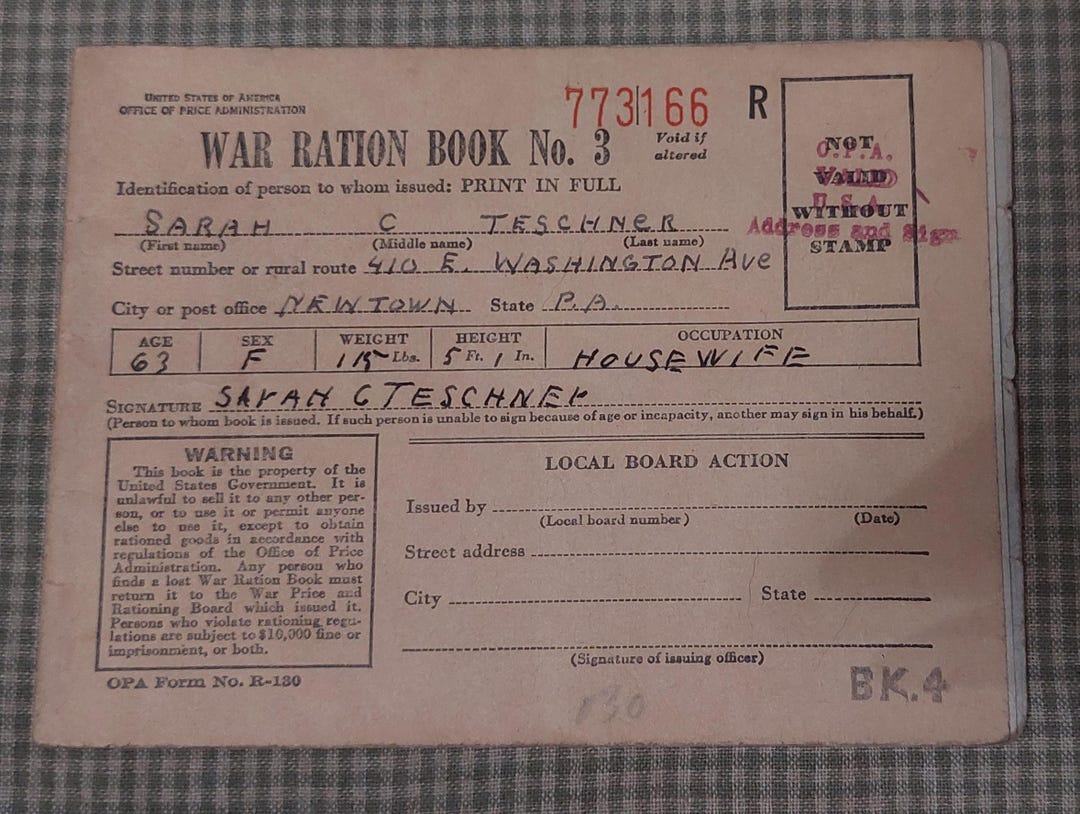 UNITED STATES OF AMERICA
OFFICE OF PRICE ADMINISTRATION
773166 R
WAR RATION BOOK No. 3
Void if altered
Identification of person to whom issued: PRINT IN FULL
SARAH C TESCHNER
(First name) (Middle name) (Last name)
Street number or rural route 410 E. WASHINGTON Ave
City or post office NEWTOWN State P.A.
NOT
VALID
WITHOUT
STAMP
O.P.A.
VALID
U.S.A.
Address and Sign
AGE SEX WEIGHT HEIGHT OCCUPATION
63 F 115 Lbs. 5 Ft. 1 In. HOUSEWIFE
SIGNATURE SArAH C TESCHNEr
(Person to whom book is issued. If such person is unable to sign because of age or incapacity, another may sign in his behalf.)
WARNING
This book is the property of the
United States Government. It is
unlawful to sell it to any other per-
son, or to use it or permit anyone
else to use it, except to obtain
rationed goods in accordance with
regulations of the Office of Price
Administration. Any person who
finds a lost War Ration Book must
return it to the War Price and
Rationing Board which issued it.
Persons who violate rationing regu-
lations are subject to $10,000 fine or
imprisonment, or both.
LOCAL BOARD ACTION
Issued by
(Local board number) (Date)
Street address
City State
(Signature of issuing officer)
OPA Form No. R-130
BK.4